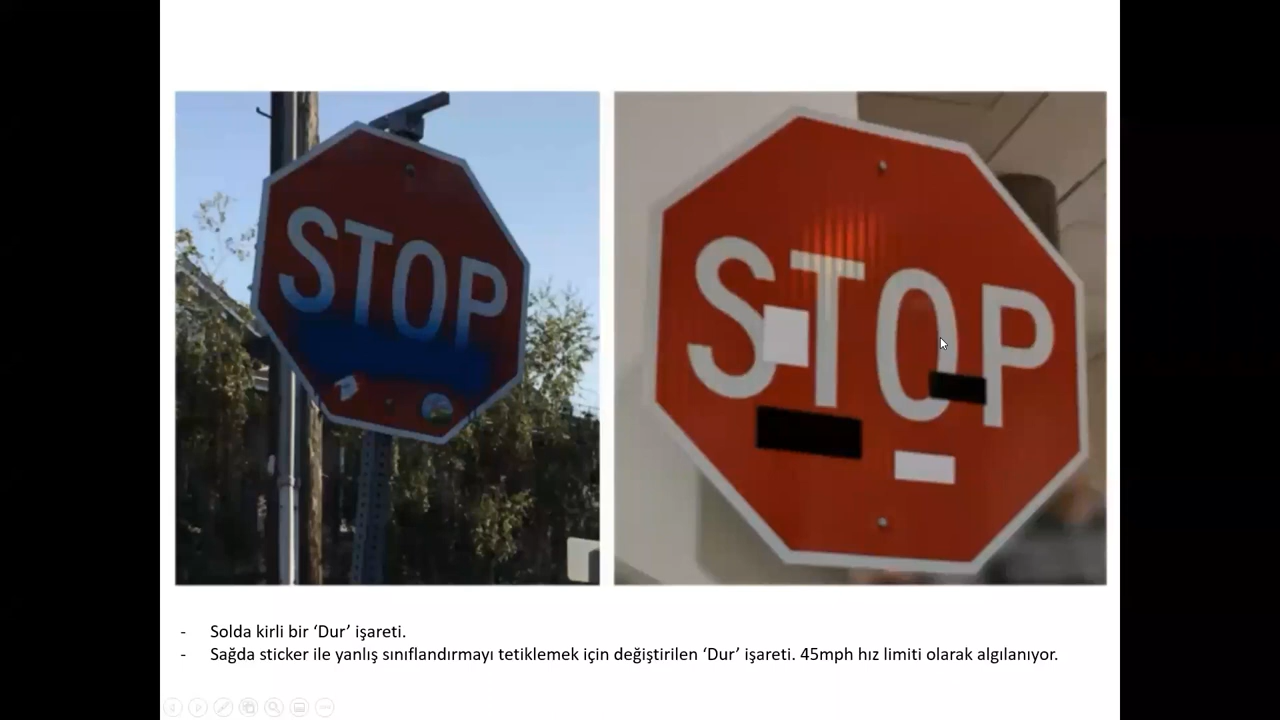 STOP
STOP
- Solda kirli bir ‘Dur’ işareti.
- Sağda sticker ile yanlış sınıflandırmayı tetiklemek için değiştirilen ‘Dur’ işareti. 45mph hız limiti olarak algılanıyor.